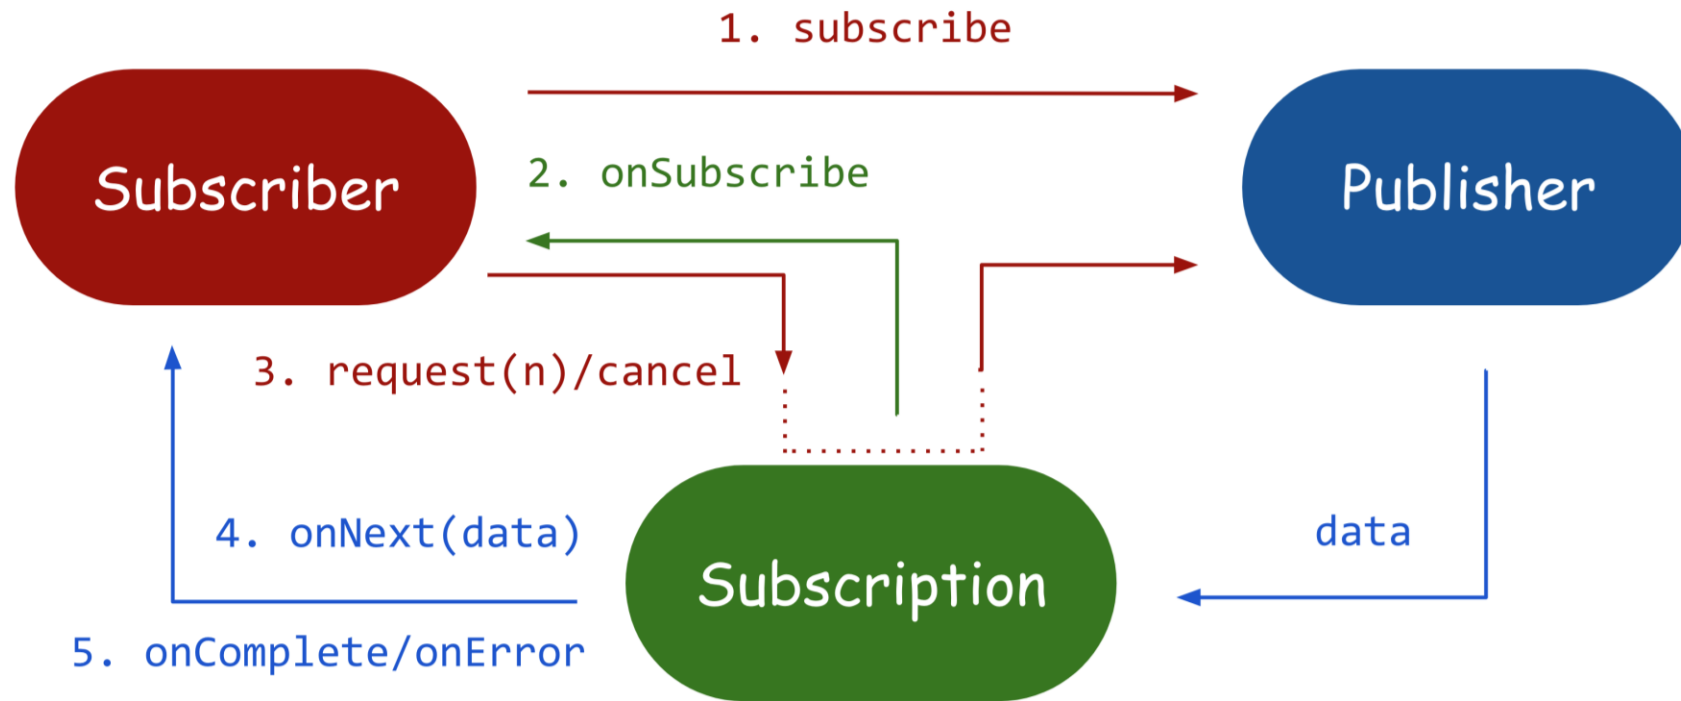 1. subscribe
Subscriber
2. onSubscribe
Publisher
3. request(n)/cancel
4. onNext(data)
data
Subscription
5. onComplete/onError